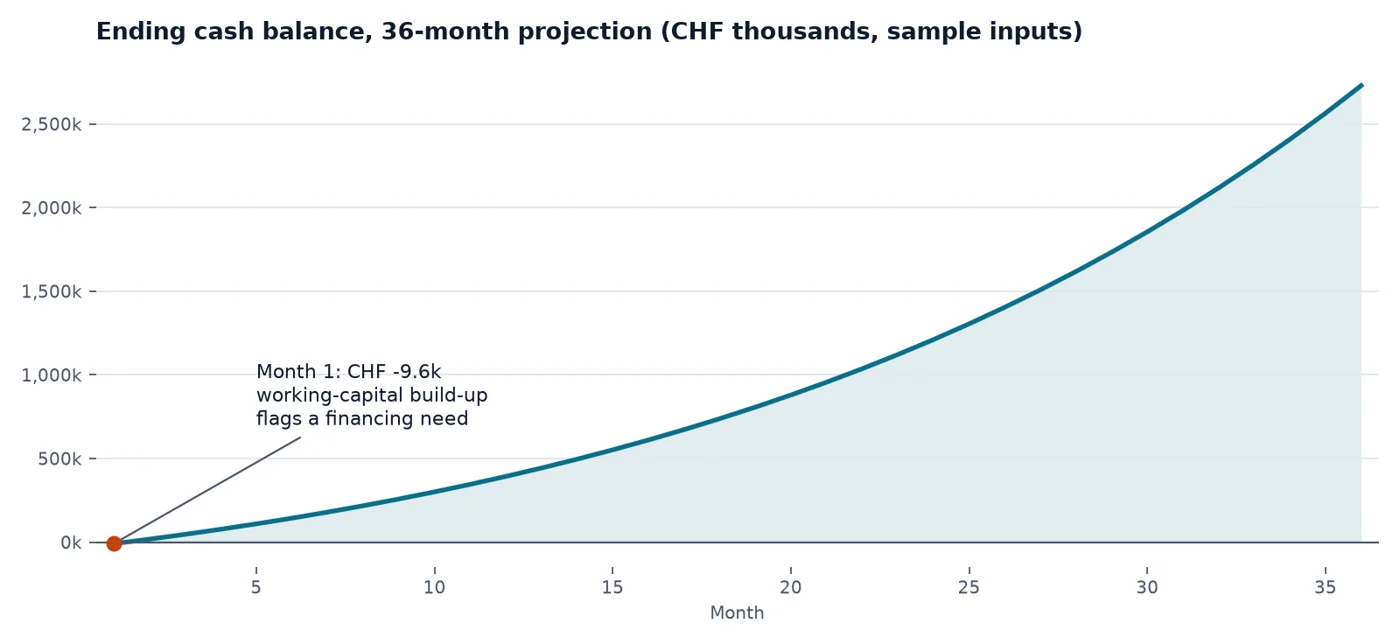 Ending cash balance, 36-month projection (CHF thousands, sample inputs)
2,500k
2,000k
1,500k
1,000k
500k
0k
Month 1: CHF -9.6k
working-capital build-up
flags a financing need
5
10
15
20
25
30
35
Month